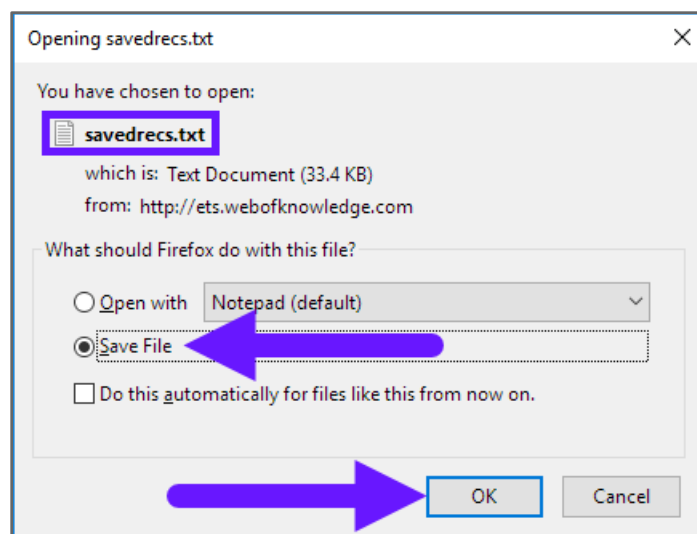 Opening savedrecs.txt
You have chosen to open:
savedrecs.txt
which is: Text Document (33.4 KB)
from: http://ets.webofknowledge.com
What should Firefox do with this file?
Open with Notepad (default)
Save File
Do this automatically for files like this from now on.
OK Cancel